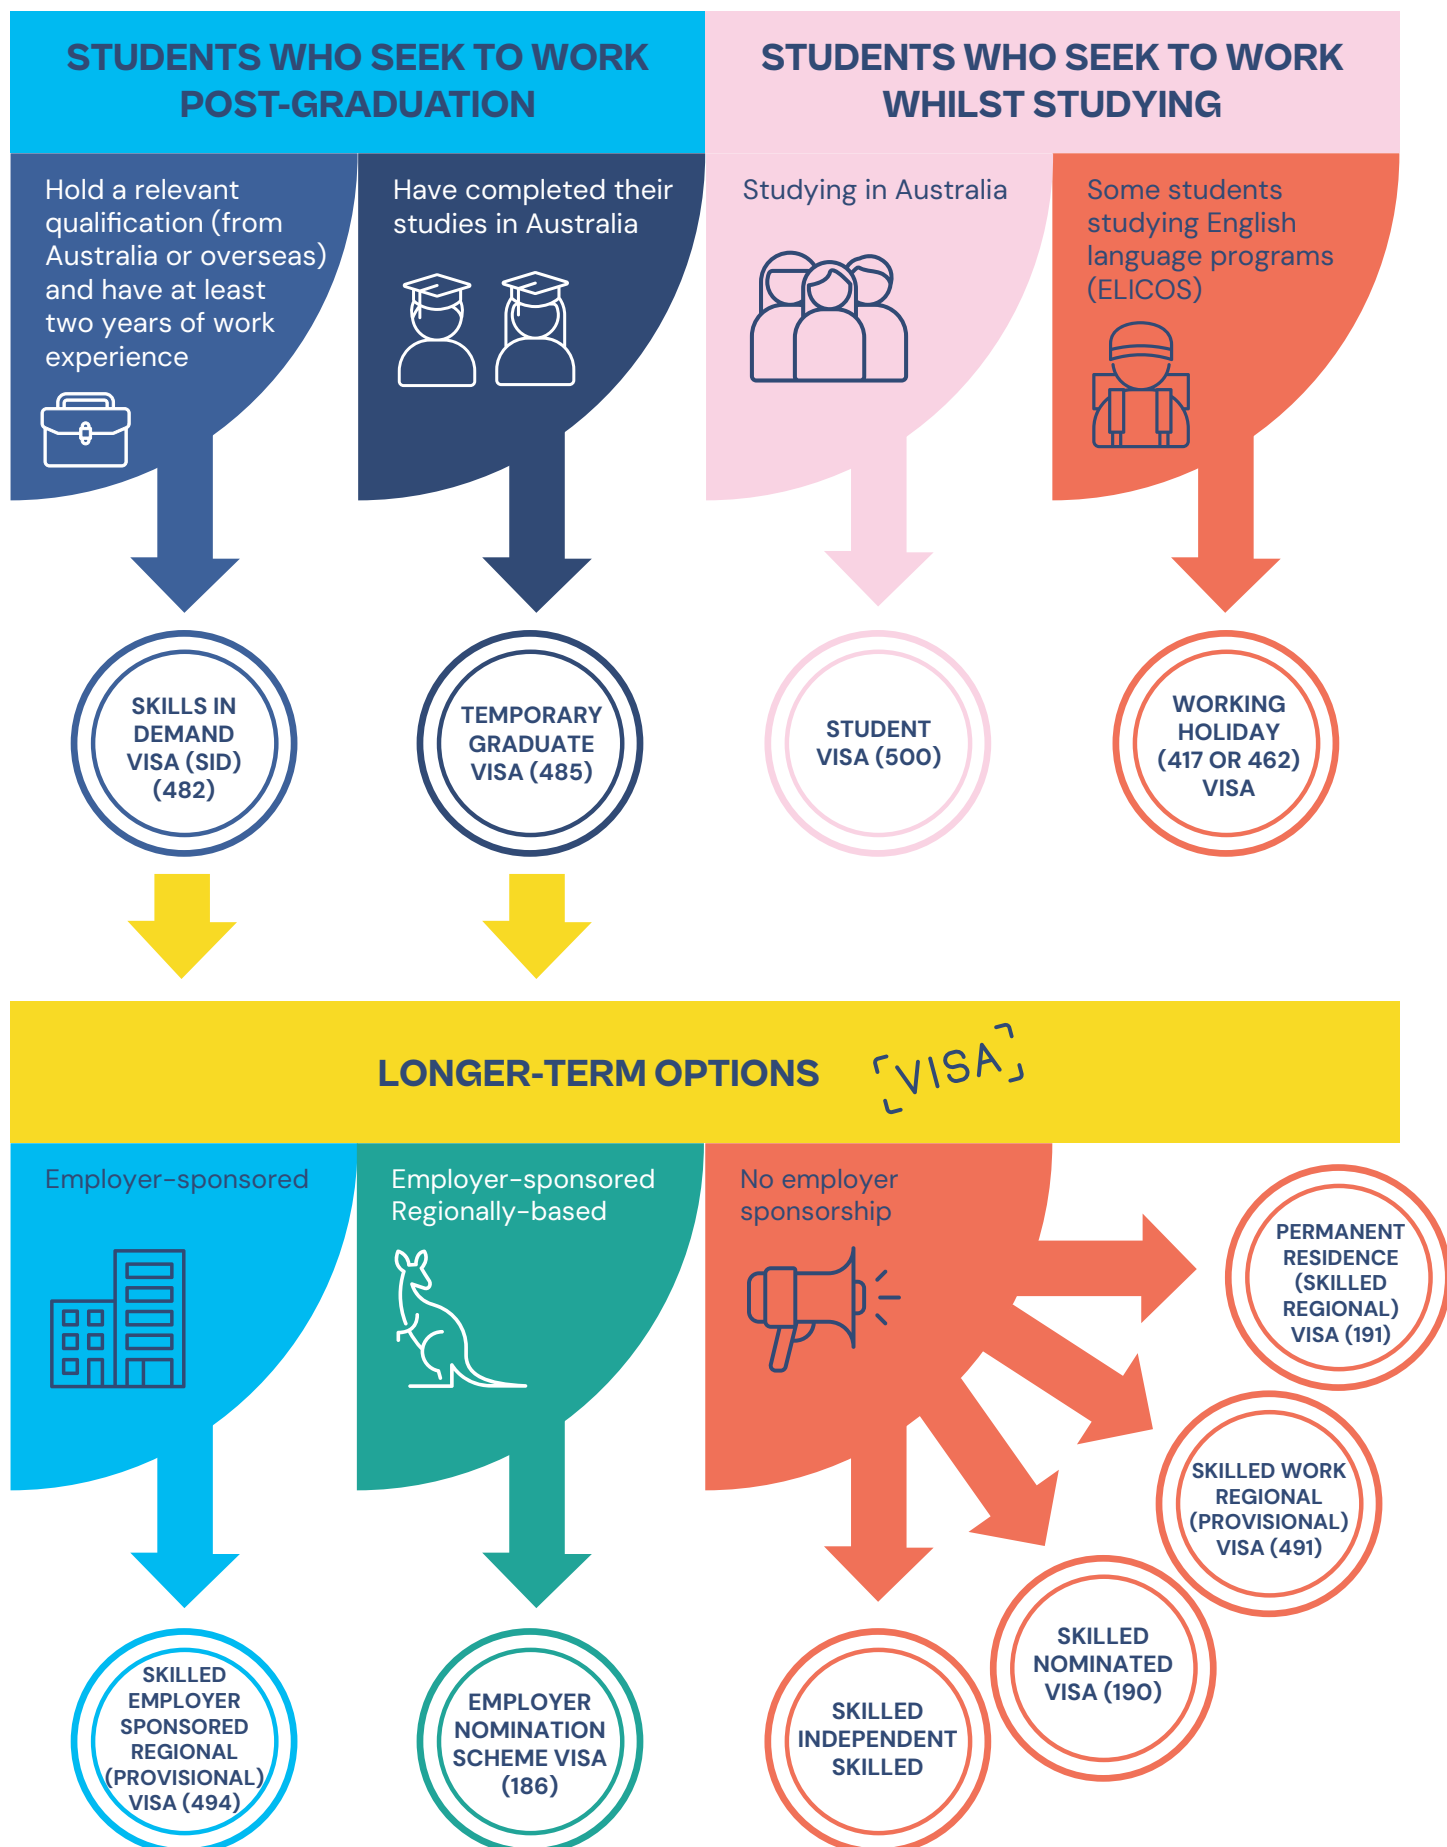 STUDENTS WHO SEEK TO WORK
POST-GRADUATION
STUDENTS WHO SEEK TO WORK
WHILST STUDYING
Hold a relevant
qualification (from
Australia or overseas)
and have at least
two years of work
experience
Have completed their
studies in Australia
Studying in Australia
Some students
studying English
language programs
(ELICOS)
SKILLS IN
DEMAND
VISA (SID)
(482)
TEMPORARY
GRADUATE
VISA (485)
STUDENT
VISA (500)
WORKING
HOLIDAY
(417 OR 462)
VISA
LONGER-TERM OPTIONS
VISA
Employer-sponsored
Employer-sponsored
Regionally-based
No employer
sponsorship
PERMANENT
RESIDENCE
(SKILLED
REGIONAL)
VISA (191)
SKILLED WORK
REGIONAL
(PROVISIONAL)
VISA (491)
SKILLED
NOMINATED
VISA (190)
SKILLED
EMPLOYER
SPONSORED
REGIONAL
(PROVISIONAL)
VISA (494)
EMPLOYER
NOMINATION
SCHEME VISA
(186)
SKILLED
INDEPENDENT
SKILLED